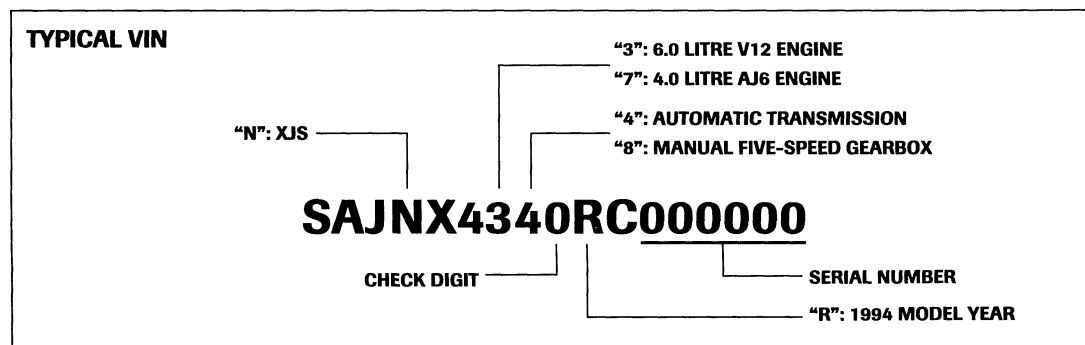 TYPICAL VIN
“3”: 6.0 LITRE V12 ENGINE
“7”: 4.0 LITRE AJ6 ENGINE
“N”: XJS
“4”: AUTOMATIC TRANSMISSION
“8”: MANUAL FIVE-SPEED GEARBOX
SAJNX4340RC000000
CHECK DIGIT
SERIAL NUMBER
“R”: 1994 MODEL YEAR